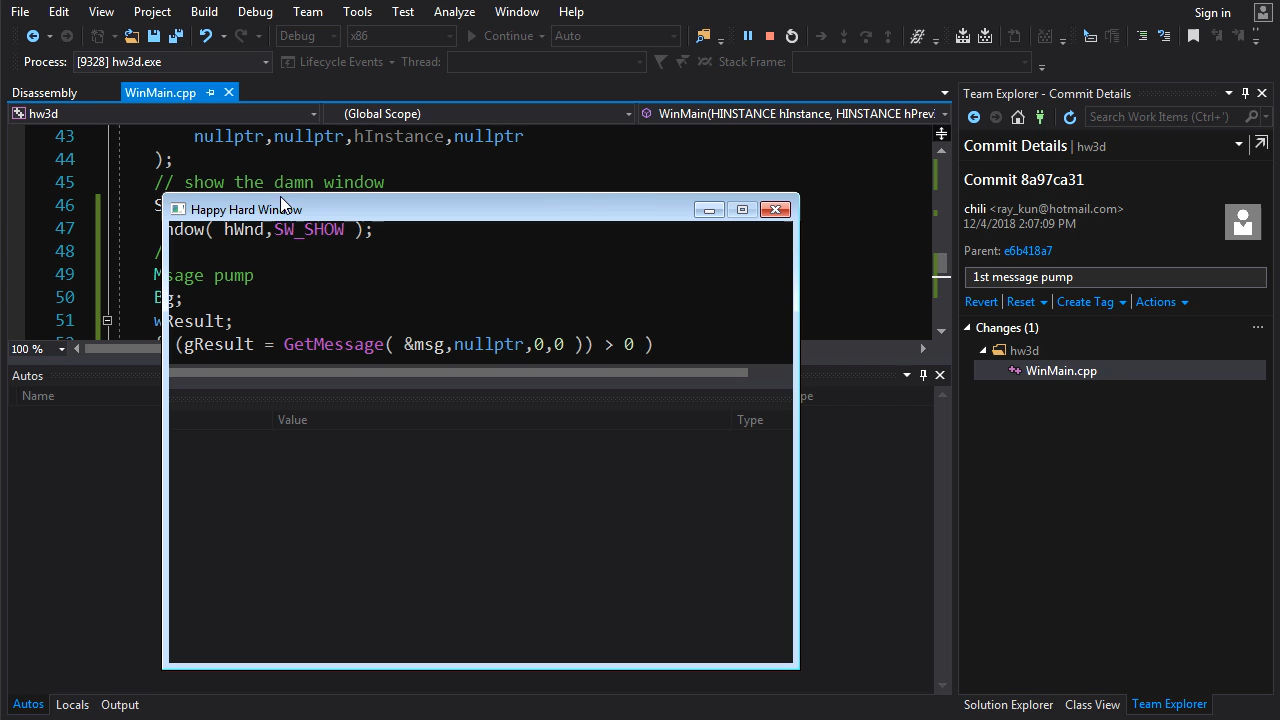 File Edit View Project Build Debug Team Tools Test Analyze Window Help
Sign in
Debug x86 Continue Auto
Process: [9328] hw3d.exe Lifecycle Events Thread: Stack Frame:
Disassembly WinMain.cpp
hw3d (Global Scope) WinMain(HINSTANCE hInstance, HINSTANCE hPrevi
43 nullptr,nullptr,hInstance,nullptr
44 );
45 // show the damn window
46 S
47
48 /
49 M
50 B
51 w
Happy Hard Window
ndow( hWnd,SW_SHOW );
sage pump
g;
Result;
(gResult = GetMessage( &msg,nullptr,0,0 )) > 0 )
Value Type
100 %
Autos
Name
pe
Autos Locals Output
Team Explorer - Commit Details
Search Work Items (Ctrl+')
Commit Details | hw3d
Commit 8a97ca31
chili <ray_kun@hotmail.com>
12/4/2018 2:07:09 PM
Parent: e6b418a7
1st message pump
Revert Reset Create Tag Actions
Changes (1) ...
hw3d
WinMain.cpp
Solution Explorer Class View Team Explorer